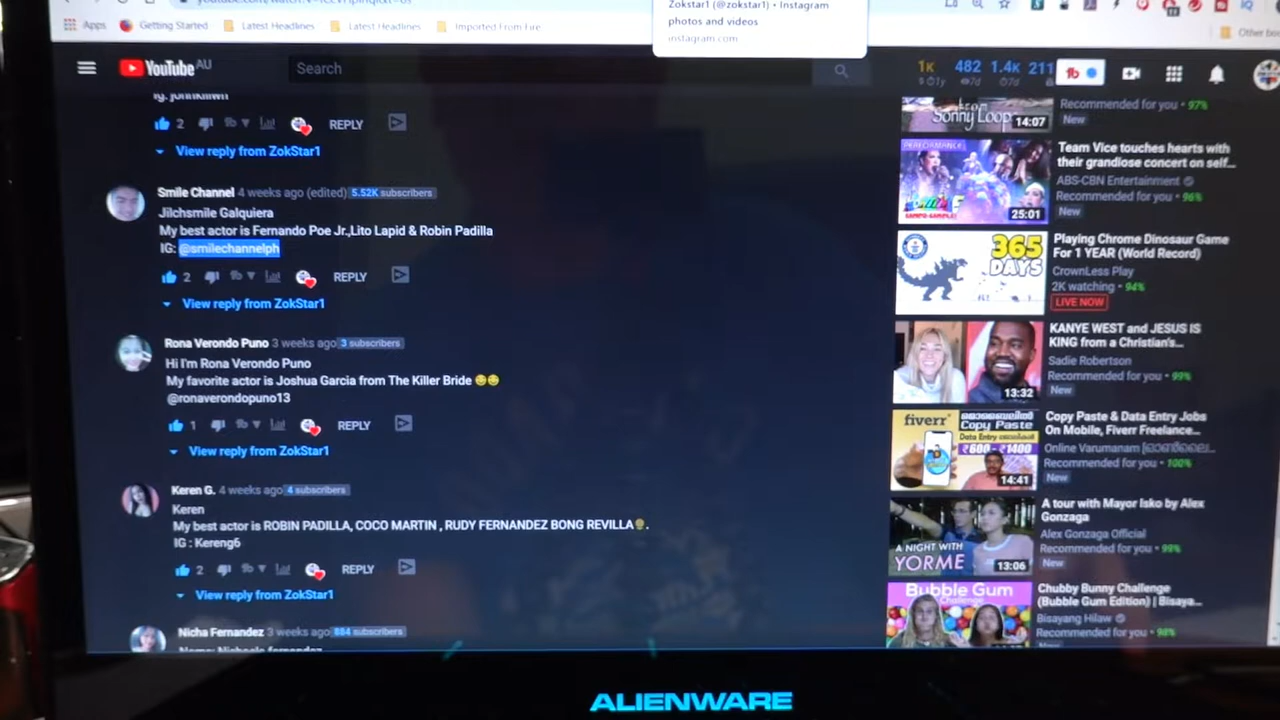 Zokstar1 (@zokstar1) • Instagram
photos and videos
instagram.com
Apps
Getting Started
Latest Headlines
Latest Headlines
Imported From Fire
YouTube AU
Search
1K 482 1.4K 211
View reply from ZokStar1
2 REPLY
Smile Channel 4 weeks ago (edited) 5.52K subscribers
Jilchsmile Galquiera
My best actor is Fernando Poe Jr.,Lito Lapid & Robin Padilla
IG: @smilechannelph
2 REPLY
View reply from ZokStar1
Rona Verondo Puno 3 weeks ago 3 subscribers
Hi I'm Rona Verondo Puno
My favorite actor is Joshua Garcia from The Killer Bride
@ronaverondopuno13
1 REPLY
View reply from ZokStar1
Keren G. 4 weeks ago 4 subscribers
Keren
My best actor is ROBIN PADILLA, COCO MARTIN , RUDY FERNANDEZ BONG REVILLA .
IG : Kereng6
2 REPLY
View reply from ZokStar1
Nicha Fernandez 3 weeks ago 884 subscribers
Sonny Loops
14:07
Recommended for you • 97%
New
PERFORMANCE
25:01
Team Vice touches hearts with
their grandiose concert on self...
ABS-CBN Entertainment
Recommended for you • 96%
New
365
DAYS
Playing Chrome Dinosaur Game
For 1 YEAR (World Record)
CrownLess Play
2K watching • 94%
LIVE NOW
13:32
KANYE WEST and JESUS IS
KING from a Christian's...
Sadie Robertson
Recommended for you • 99%
New
fiverr
Copy Paste
Data Entry
600 - 1400
14:41
Copy Paste & Data Entry Jobs
On Mobile, Fiverr Freelance...
Online Varumanam
Recommended for you • 100%
New
A NIGHT WITH
YORME
13:06
A tour with Mayor Isko by Alex
Gonzaga
Alex Gonzaga Official
Recommended for you • 99%
New
Bubble Gum
Challenge
Chubby Bunny Challenge
(Bubble Gum Edition) | Bisaya...
Bisayang Hilaw
Recommended for you • 98%
ALIENWARE